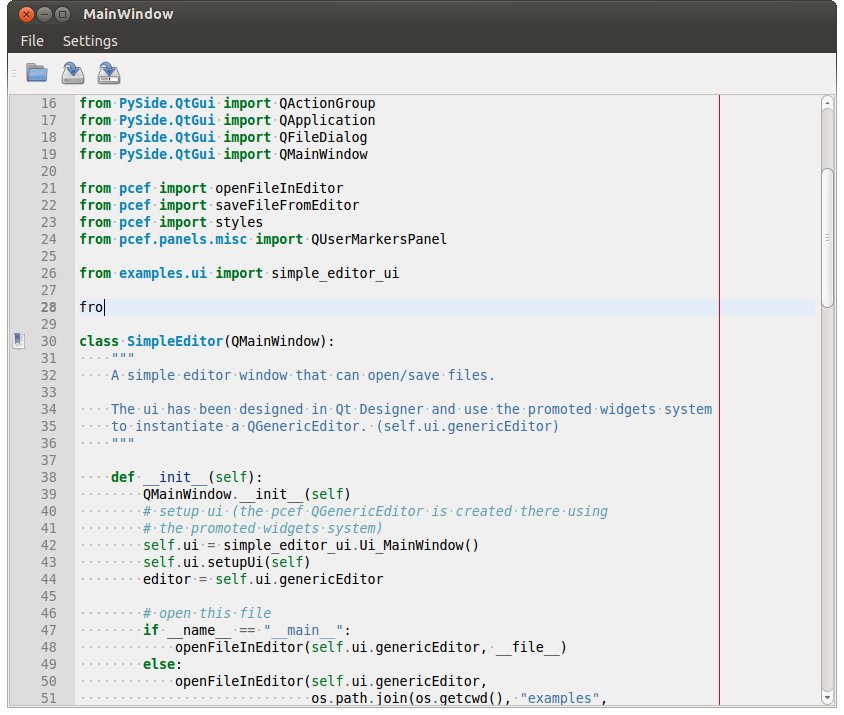 MainWindow
File Settings
16 from PySide.QtGui import QActionGroup
17 from PySide.QtGui import QApplication
18 from PySide.QtGui import QFileDialog
19 from PySide.QtGui import QMainWindow
20
21 from pcef import openFileInEditor
22 from pcef import saveFileFromEditor
23 from pcef import styles
24 from pcef.panels.misc import QUserMarkersPanel
25
26 from examples.ui import simple_editor_ui
27
28 fro
29
30 class SimpleEditor(QMainWindow):
31 ····"""
32 ····A·simple·editor·window·that·can·open/save·files.
33
34 ····The·ui·has·been·designed·in·Qt·Designer·and·use·the·promoted·widgets·system
35 ····to·instantiate·a·QGenericEditor.·(self.ui.genericEditor)
36 ····"""
37
38 ····def·__init__(self):
39 ········QMainWindow.__init__(self)
40 ········#·setup·ui·(the·pcef·QGenericEditor·is·created·there·using
41 ········#·the·promoted·widgets·system)
42 ········self.ui·=·simple_editor_ui.Ui_MainWindow()
43 ········self.ui.setupUi(self)
44 ········editor·=·self.ui.genericEditor
45
46 ········#·open·this·file
47 ········if·__name__·==·"__main__":
48 ············openFileInEditor(self.ui.genericEditor,·__file__)
49 ········else:
50 ············openFileInEditor(self.ui.genericEditor,
51 ·····························os.path.join(os.getcwd(),·"examples",